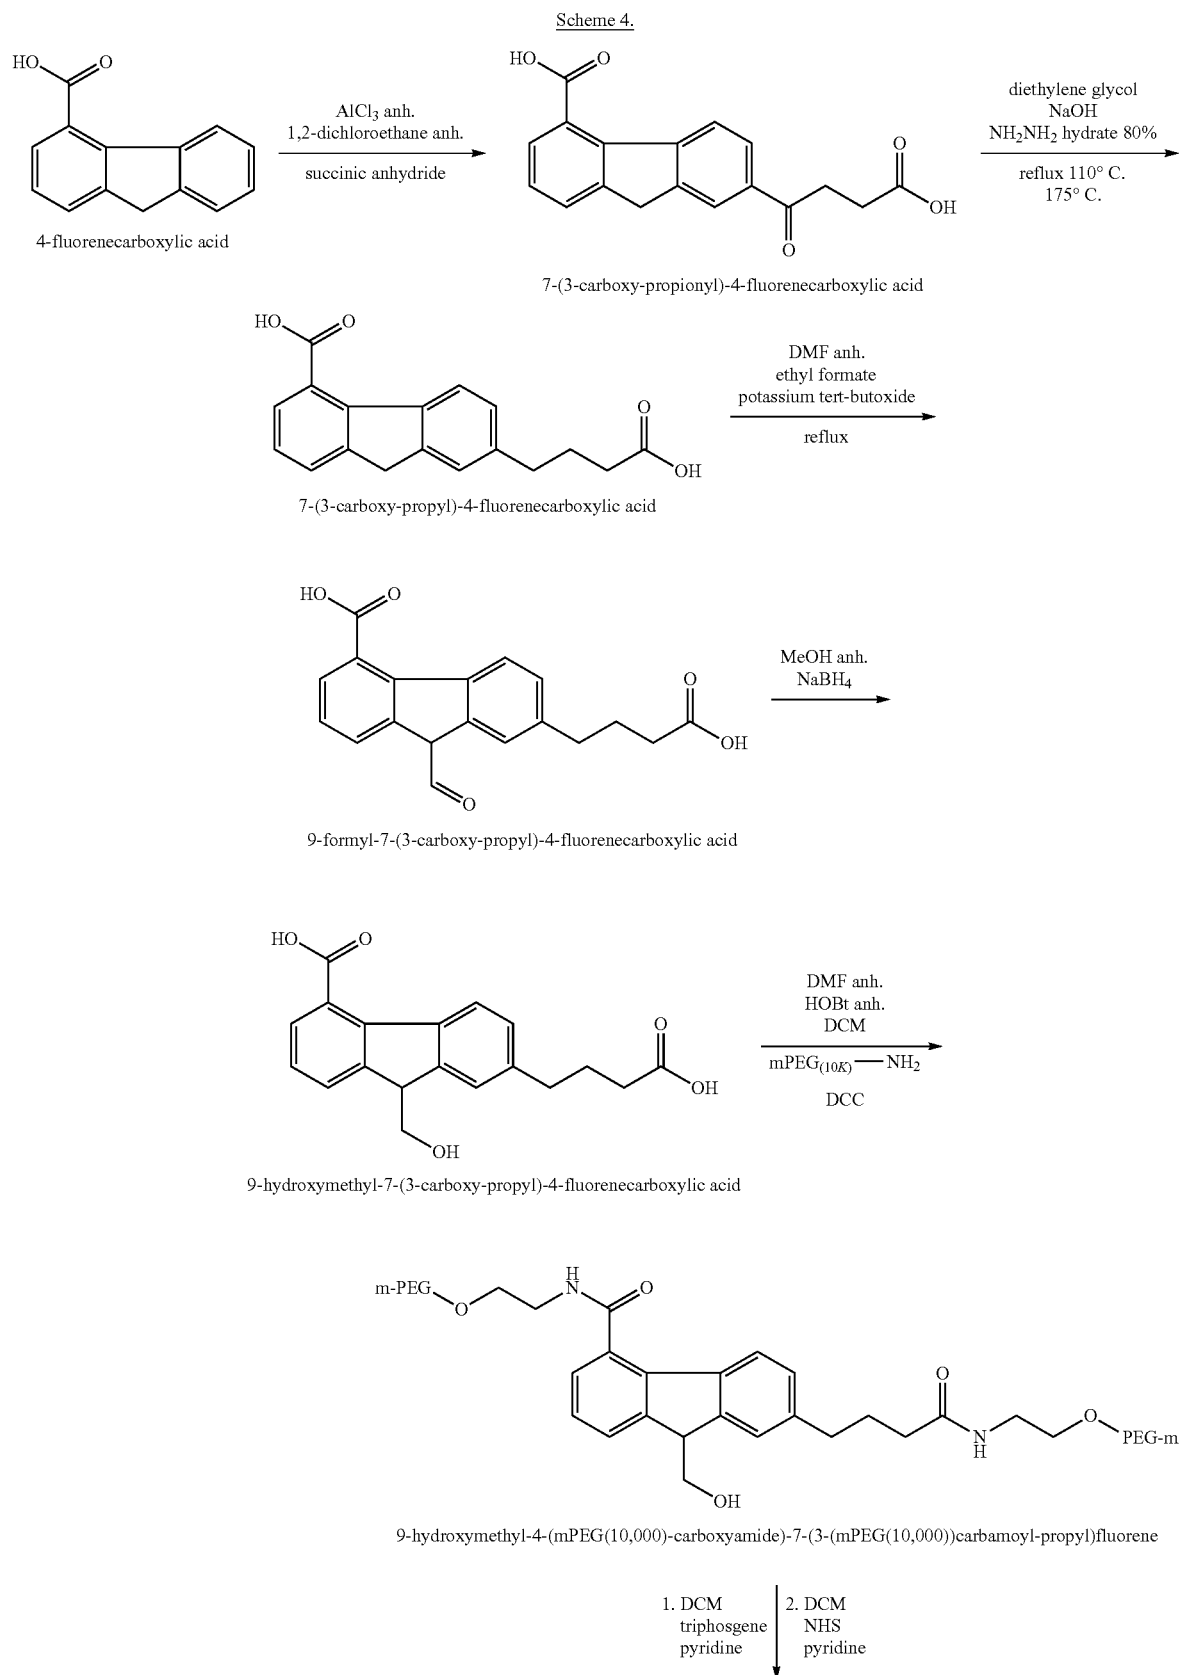 Scheme 4.
HO
O
AlCl3 anh.
1,2-dichloroethane anh.
succinic anhydride
4-fluorenecarboxylic acid
HO
O
O
OH
O
7-(3-carboxy-propionyl)-4-fluorenecarboxylic acid
diethylene glycol
NaOH
NH2NH2 hydrate 80%
reflux 110° C.
175° C.
HO
O
O
OH
7-(3-carboxy-propyl)-4-fluorenecarboxylic acid
DMF anh.
ethyl formate
potassium tert-butoxide
reflux
HO
O
O
OH
O
9-formyl-7-(3-carboxy-propyl)-4-fluorenecarboxylic acid
MeOH anh.
NaBH4
HO
O
O
OH
OH
9-hydroxymethyl-7-(3-carboxy-propyl)-4-fluorenecarboxylic acid
DMF anh.
HOBt anh.
DCM
mPEG(10K)—NH2
DCC
m-PEG
O
H
N
O
O
N
H
O
PEG-m
OH
9-hydroxymethyl-4-(mPEG(10,000)-carboxyamide)-7-(3-(mPEG(10,000))carbamoyl-propyl)fluorene
1. DCM
triphosgene
pyridine
2. DCM
NHS
pyridine